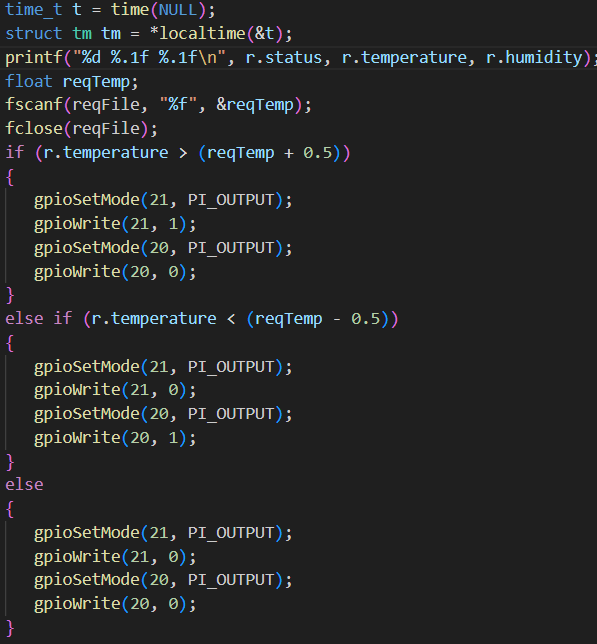 time_t t = time(NULL);
struct tm tm = *localtime(&t);
printf("%d %.1f %.1f\n", r.status, r.temperature, r.humidity);
float reqTemp;
fscanf(reqFile, "%f", &reqTemp);
fclose(reqFile);
if (r.temperature > (reqTemp + 0.5))
{
    gpioSetMode(21, PI_OUTPUT);
    gpioWrite(21, 1);
    gpioSetMode(20, PI_OUTPUT);
    gpioWrite(20, 0);
}
else if (r.temperature < (reqTemp - 0.5))
{
    gpioSetMode(21, PI_OUTPUT);
    gpioWrite(21, 0);
    gpioSetMode(20, PI_OUTPUT);
    gpioWrite(20, 1);
}
else
{
    gpioSetMode(21, PI_OUTPUT);
    gpioWrite(21, 0);
    gpioSetMode(20, PI_OUTPUT);
    gpioWrite(20, 0);
}